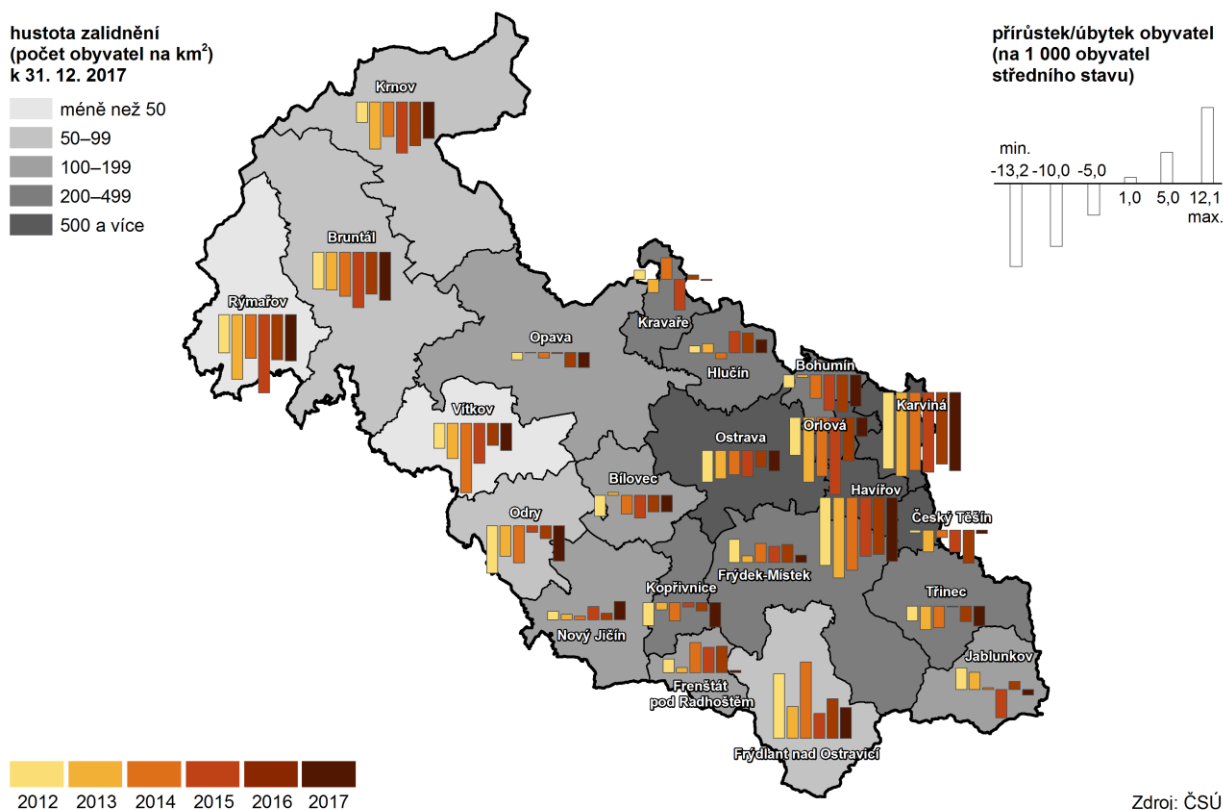 hustota zalidnění
(počet obyvatel na km²)
k 31. 12. 2017
méně než 50
50–99
100–199
200–499
500 a více
přírůstek/úbytek obyvatel
(na 1 000 obyvatel
středního stavu)
min.
-13,2 -10,0 -5,0
1,0 5,0 12,1
max.
Krnov
Bruntál
Rýmařov
Opava
Kravaře
Hlučín
Bohumín
Karviná
Vítkov
Ostrava
Orlová
Bílovec
Havířov
Odry
Český Těšín
Frýdek-Místek
Kopřivnice
Třinec
Nový Jičín
Jablunkov
Frenštát
pod Radhoštěm
Frýdlant nad Ostravicí
2012 2013 2014 2015 2016 2017
Zdroj: ČSÚ